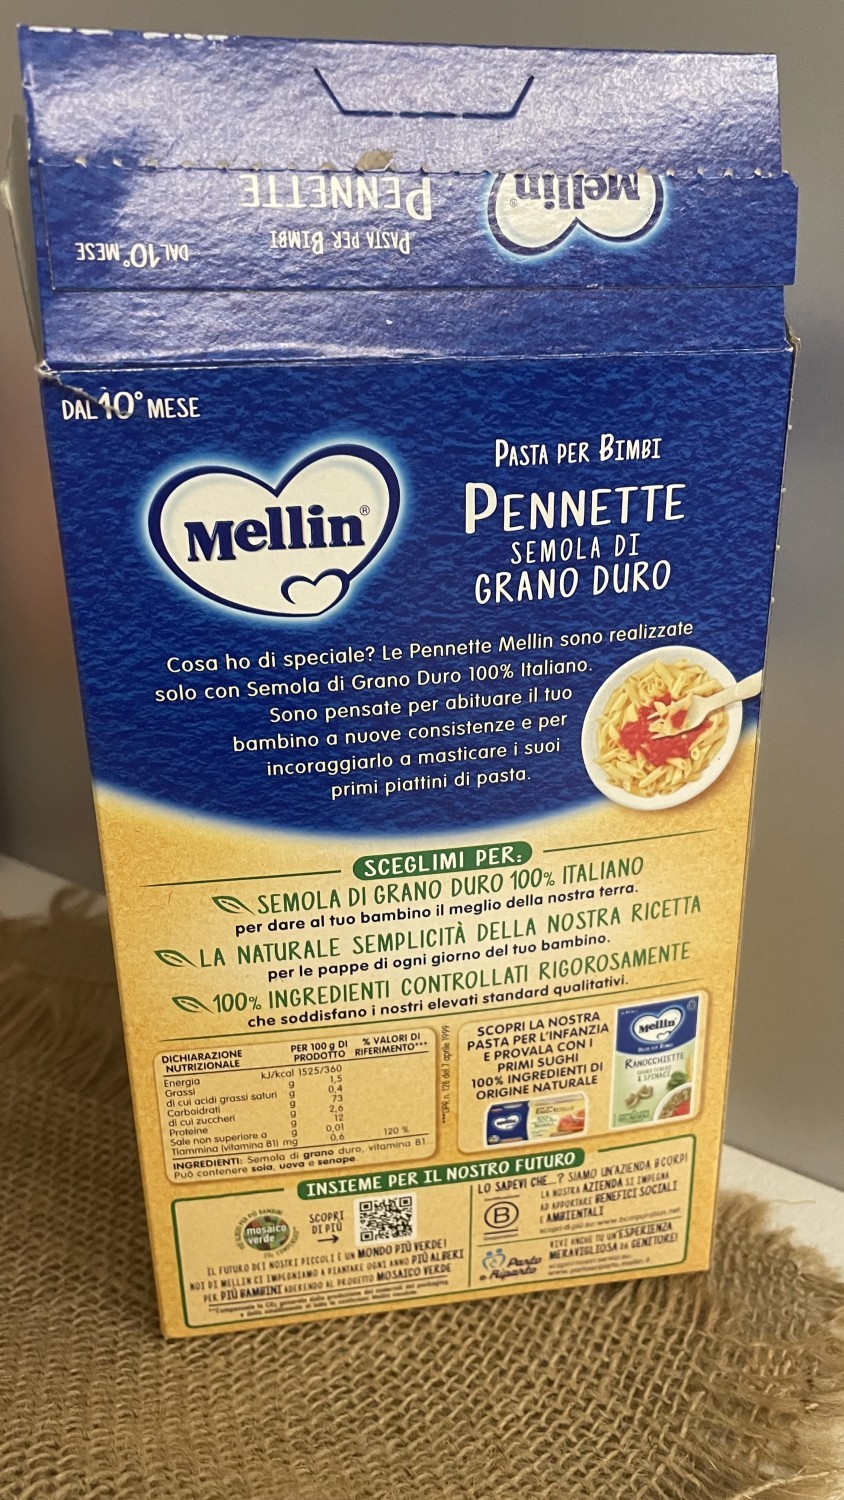 Mellin®
PENNETTE
PASTA PER BIMBI
DAL 10° MESE
DAL 10° MESE
Mellin®
PASTA PER BIMBI
PENNETTE
SEMOLA DI
GRANO DURO
Cosa ho di speciale? Le Pennette Mellin sono realizzate
solo con Semola di Grano Duro 100% Italiano.
Sono pensate per abituare il tuo
bambino a nuove consistenze e per
incoraggiarlo a masticare i suoi
primi piattini di pasta.
SCEGLIMI PER:
SEMOLA DI GRANO DURO 100% ITALIANO
per dare al tuo bambino il meglio della nostra terra.
LA NATURALE SEMPLICITÀ DELLA NOSTRA RICETTA
per le pappe di ogni giorno del tuo bambino.
100% INGREDIENTI CONTROLLATI RIGOROSAMENTE
che soddisfano i nostri elevati standard qualitativi.
DICHIARAZIONE NUTRIZIONALE PER 100 g DI PRODOTTO % VALORI DI RIFERIMENTO***
Energia kJ/kcal 1525/360
Grassi g 1,5
di cui acidi grassi saturi g 0,4
Carboidrati g 73
di cui zuccheri g 2,6
Proteine g 12
Sale non superiore a g 0,01
Tiammina (vitamina B1) mg 0,6 120 %
INGREDIENTI: Semola di grano duro, vitamina B1.
Può contenere soia, uova e senape.
***DPR n. 128 del 7 aprile 1999
SCOPRI LA NOSTRA
PASTA PER L'INFANZIA
E PROVALA CON I
PRIMI SUGHI
100% INGREDIENTI DI
ORIGINE NATURALE
Mellin
RANOCCHIETTE
& SPINACI
INSIEME PER IL NOSTRO FUTURO
mosaico
verde
SCOPRI
DI PIÙ
IL FUTURO DEI NOSTRI PICCOLI È UN MONDO PIÙ VERDE!
NOI DI MELLIN CI IMPEGNIAMO A PIANTARE OGNI ANNO PIÙ ALBERI
PER PIÙ BAMBINI ADERENDO AL PROGETTO MOSAICO VERDE
LO SAPEVI CHE...? SIAMO UN'AZIENDA B CORP!
LA NOSTRA AZIENDA SI IMPEGNA
AD APPORTARE BENEFICI SOCIALI
E AMBIENTALI
B
VIVI ANCHE TU UN'ESPERIENZA
MERAVIGLIOSA DA GENITORE!
Parto
e Riparto